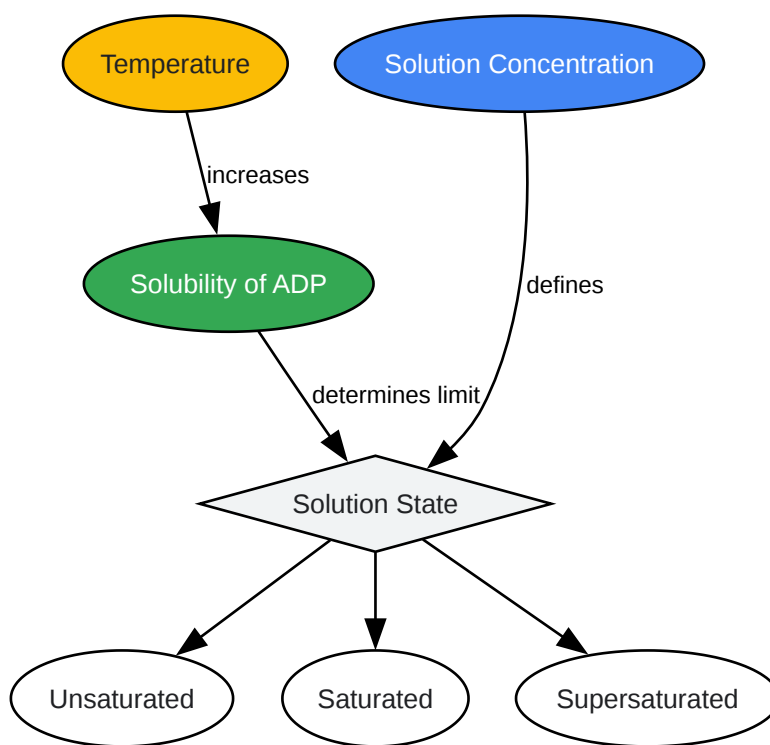 Temperature
Solution Concentration
increases
Solubility of ADP
defines
determines limit
Solution State
Unsaturated
Saturated
Supersaturated